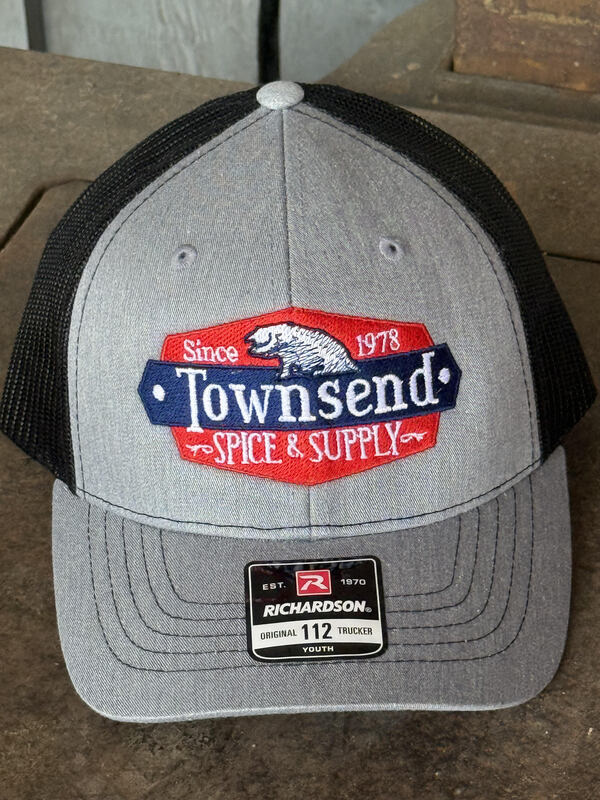 Since 1978
Townsend
SPICE & SUPPLY
EST. R 1970
RICHARDSON®
ORIGINAL 112 TRUCKER
YOUTH